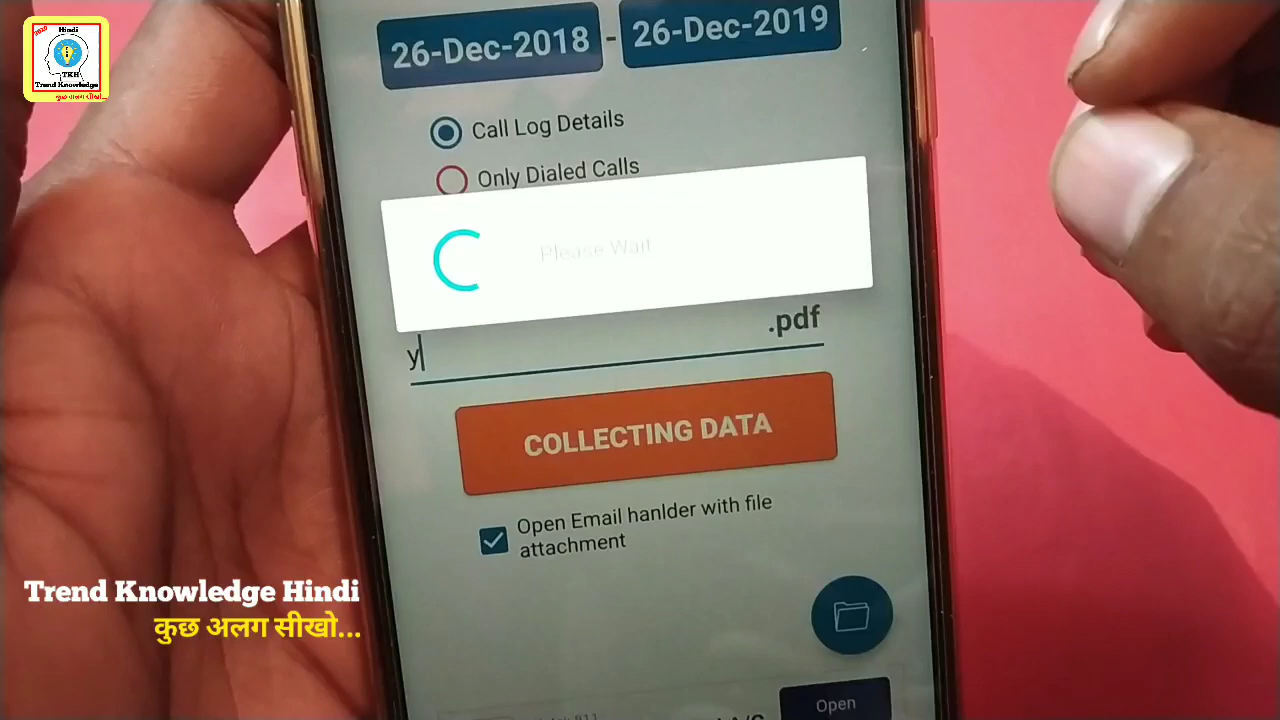 Hindi
TKH
Trend Knowledge
कुछ अलग सीखो...
26-Dec-2018 - 26-Dec-2019
Call Log Details
Only Dialed Calls
Please Wait
y .pdf
COLLECTING DATA
Open Email hanlder with file
attachment
Trend Knowledge Hindi
कुछ अलग सीखो...
Open